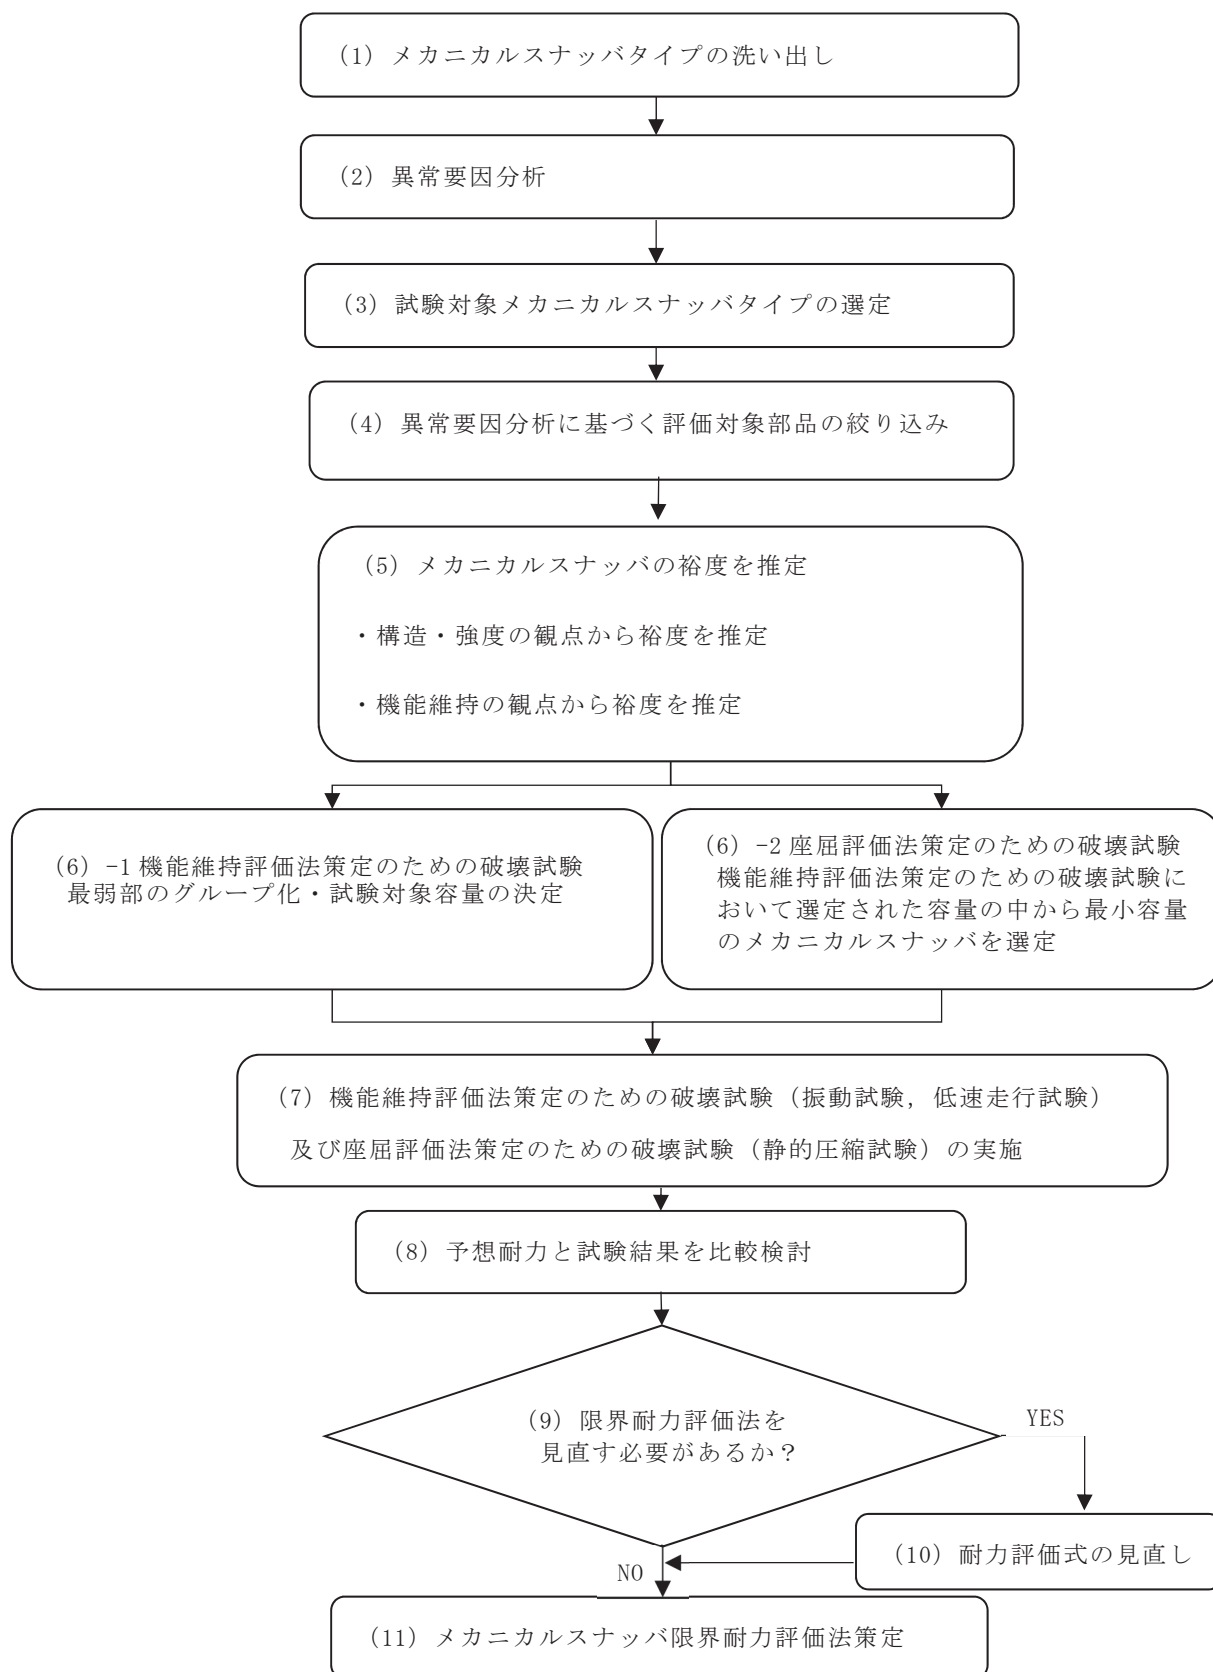 (1) メカニカルスナッバタイプの洗い出し
(2) 異常要因分析
(3) 試験対象メカニカルスナッバタイプの選定
(4) 異常要因分析に基づく評価対象部品の絞り込み
(5) メカニカルスナッバの裕度を推定
・構造・強度の観点から裕度を推定
・機能維持の観点から裕度を推定
(6) -1 機能維持評価法策定のための破壊試験
最弱部のグループ化・試験対象容量の決定
(6) -2 座屈評価法策定のための破壊試験
機能維持評価法策定のための破壊試験に
おいて選定された容量の中から最小容量
のメカニカルスナッバを選定
(7) 機能維持評価法策定のための破壊試験（振動試験，低速走行試験）
及び座屈評価法策定のための破壊試験（静的圧縮試験）の実施
(8) 予想耐力と試験結果を比較検討
(9) 限界耐力評価法を
見直す必要があるか？
YES
(10) 耐力評価式の見直し
NO
(11) メカニカルスナッバ限界耐力評価法策定